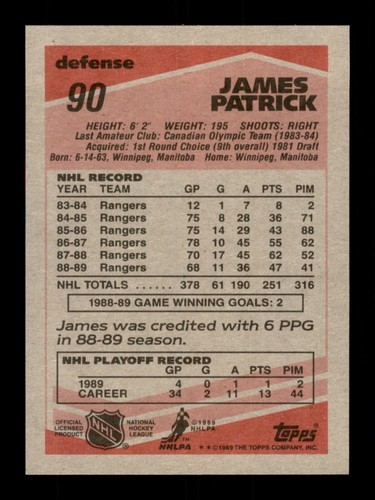 defense
90
JAMES
PATRICK
HEIGHT: 6' 2" WEIGHT: 195 SHOOTS: RIGHT
Last Amateur Club: Canadian Olympic Team (1983-84)
Acquired: 1st Round Choice (9th overall) 1981 Draft
Born: 6-14-63, Winnipeg, Manitoba Home: Winnipeg, Manitoba
NHL RECORD
YEAR TEAM GP G A PTS PIM
83-84 Rangers 12 1 7 8 2
84-85 Rangers 75 8 28 36 71
85-86 Rangers 75 14 29 43 88
86-87 Rangers 78 10 45 55 62
87-88 Rangers 70 17 45 62 52
88-89 Rangers 68 11 36 47 41
NHL TOTALS ...... 378 61 190 251 316
1988-89 GAME WINNING GOALS: 2
James was credited with 6 PPG
in 88-89 season.
NHL PLAYOFF RECORD
GP G A PTS PIM
1989 4 0 1 1 2
CAREER 34 2 11 13 44
OFFICIAL
LICENSED
PRODUCT
NHL
NATIONAL
HOCKEY
LEAGUE
© 1989
NHLPA
NHLPA
Topps
* * © 1989 THE TOPPS COMPANY, INC.